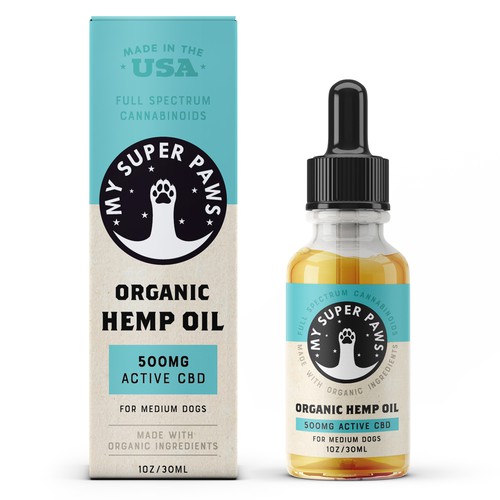 MADE IN THE
USA
FULL SPECTRUM
CANNABINOIDS
MY SUPER PAWS
ORGANIC
HEMP OIL
500MG
ACTIVE CBD
FOR MEDIUM DOGS
MADE WITH
ORGANIC INGREDIENTS
1OZ/30ML
FULL SPECTRUM CANNABINOIDS
MY SUPER PAWS
MADE WITH ORGANIC INGREDIENTS
ORGANIC HEMP OIL
500MG ACTIVE CBD
FOR MEDIUM DOGS
1OZ/30ML